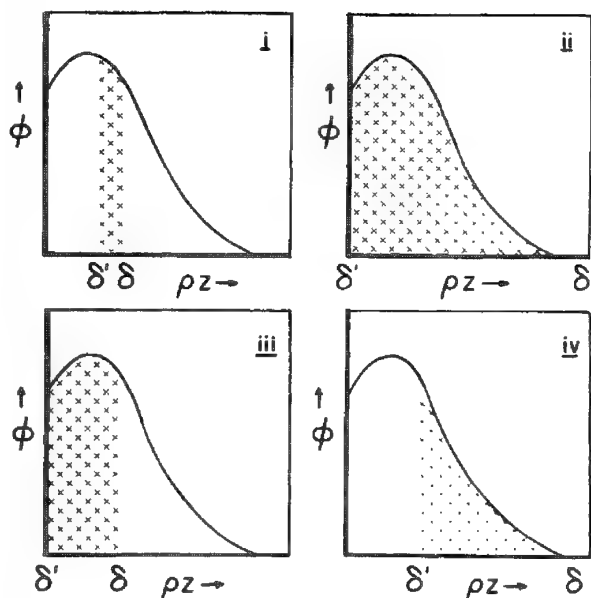 i
ϕ →
δ' δ ρz →
ii
ϕ →
δ' ρz → δ
iii
ϕ →
δ' δ ρz →
iv
ϕ →
δ' ρz → δ